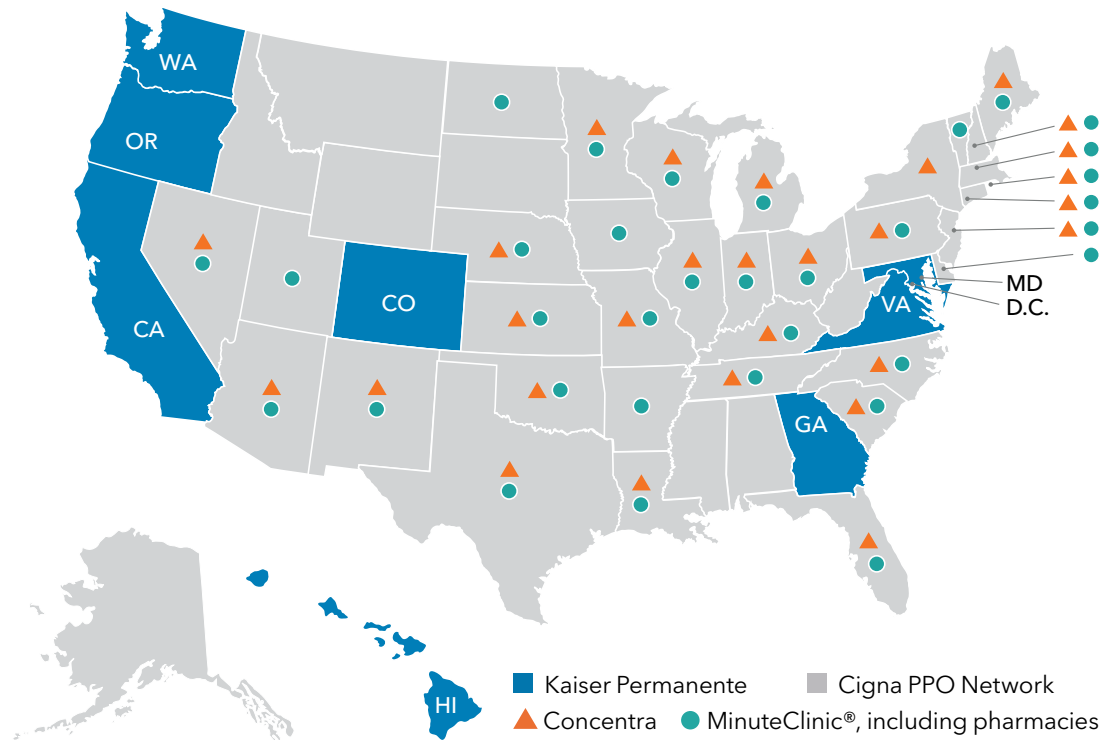 WA
OR
CA
CO
MD
D.C.
VA
GA
HI
Kaiser Permanente
Cigna PPO Network
Concentra
MinuteClinic®, including pharmacies